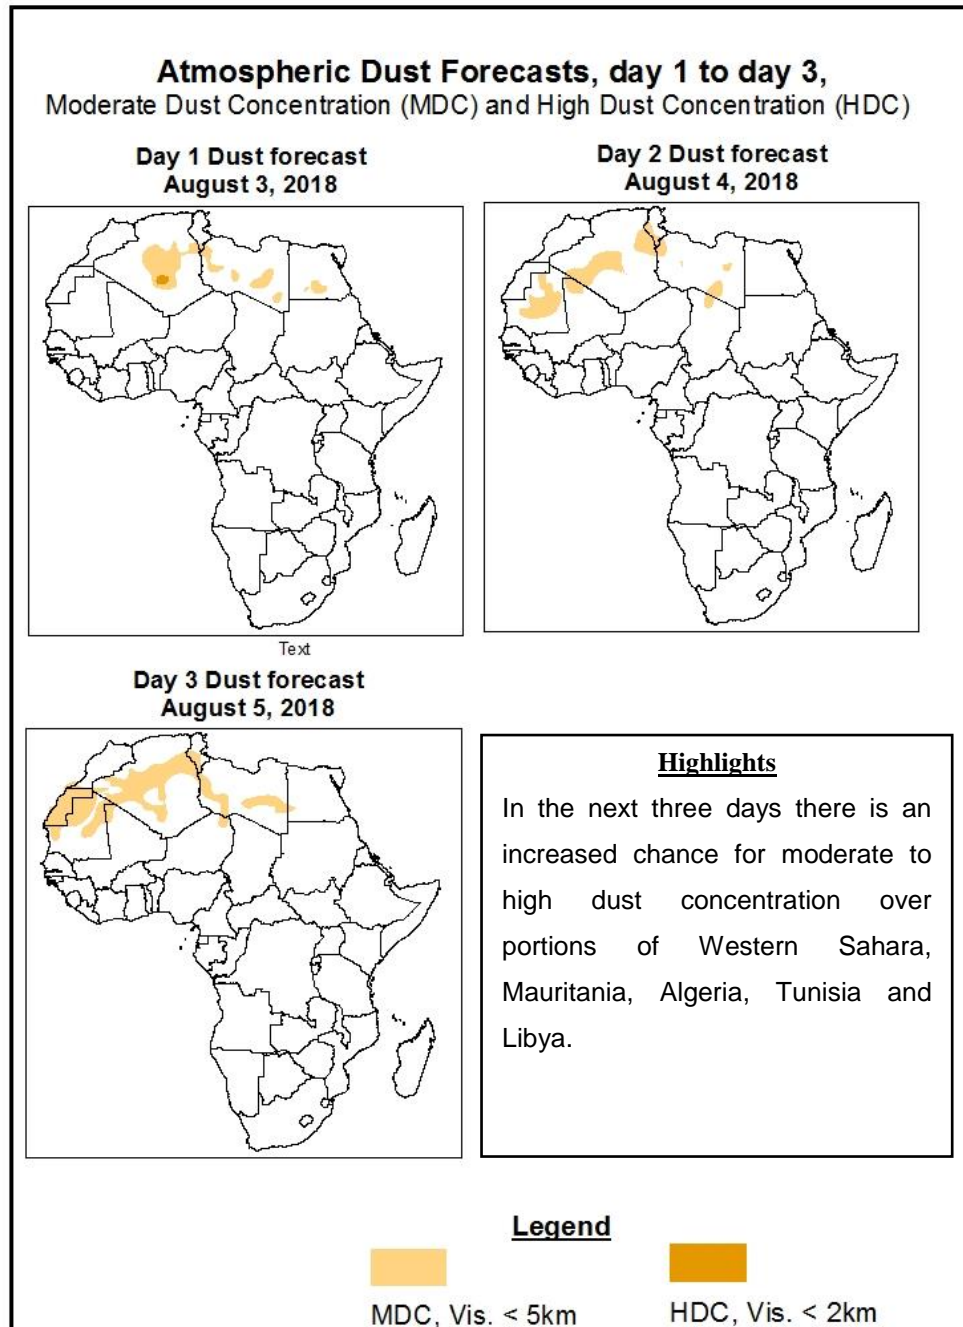 Atmospheric Dust Forecasts, day 1 to day 3,
Moderate Dust Concentration (MDC) and High Dust Concentration (HDC)
Day 1 Dust forecast
August 3, 2018
Day 2 Dust forecast
August 4, 2018
Text
Day 3 Dust forecast
August 5, 2018
Highlights
In the next three days there is an
increased chance for moderate to
high dust concentration over
portions of Western Sahara,
Mauritania, Algeria, Tunisia and
Libya.
Legend
MDC, Vis. < 5km
HDC, Vis. < 2km